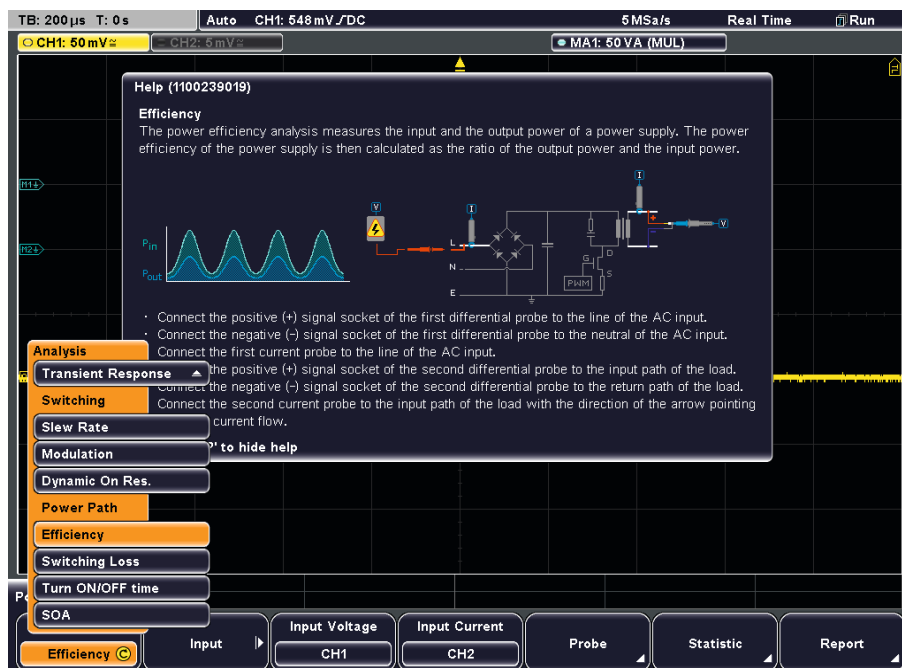 TB: 200 µs T: 0 s Auto CH1: 548 mV DC 5 MSa/s Real Time Run
CH1: 50 mV CH2: 5 mV MA1: 50 VA (MUL)
TL
Help (1100239019)
Efficiency
The power efficiency analysis measures the input and the output power of a power supply. The power
efficiency of the power supply is then calculated as the ratio of the output power and the input power.
M1
M2
Pin
Pout
V
I
I
V
L
N
E
G
D
S
PWM
+
−
· Connect the positive (+) signal socket of the first differential probe to the line of the AC input.
· Connect the negative (−) signal socket of the first differential probe to the neutral of the AC input.
Connect the first current probe to the line of the AC input.
the positive (+) signal socket of the second differential probe to the input path of the load.
Connect the negative (−) signal socket of the second differential probe to the return path of the load.
Connect the second current probe to the input path of the load with the direction of the arrow pointing
current flow.
' to hide help
Analysis
Transient Response
Switching
Slew Rate
Modulation
Dynamic On Res.
Power Path
Efficiency
Switching Loss
Turn ON/OFF time
SOA
Efficiency C
Input
Input Voltage
CH1
Input Current
CH2
Probe
Statistic
Report